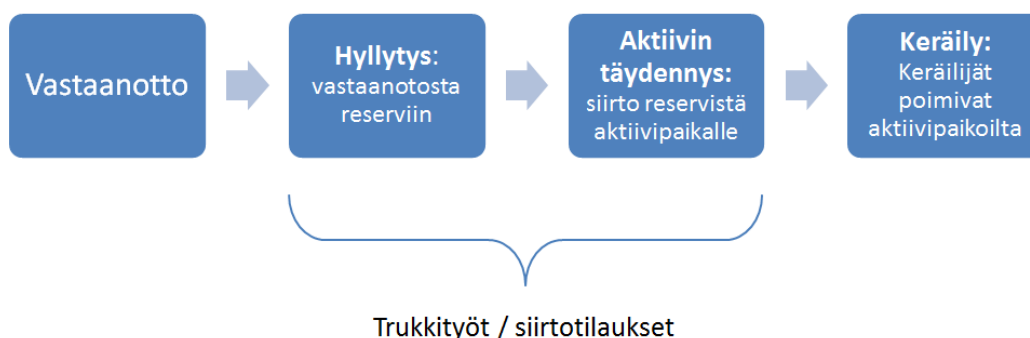 Vastaanotto
Hyllytys:
vastaanotosta
reserviin
Aktiivin
täydennys:
siirto reservistä
aktiivipaikalle
Keräily:
Keräilijät
poimivat
aktiivipaikoilta
Trukkityöt / siirtotilaukset